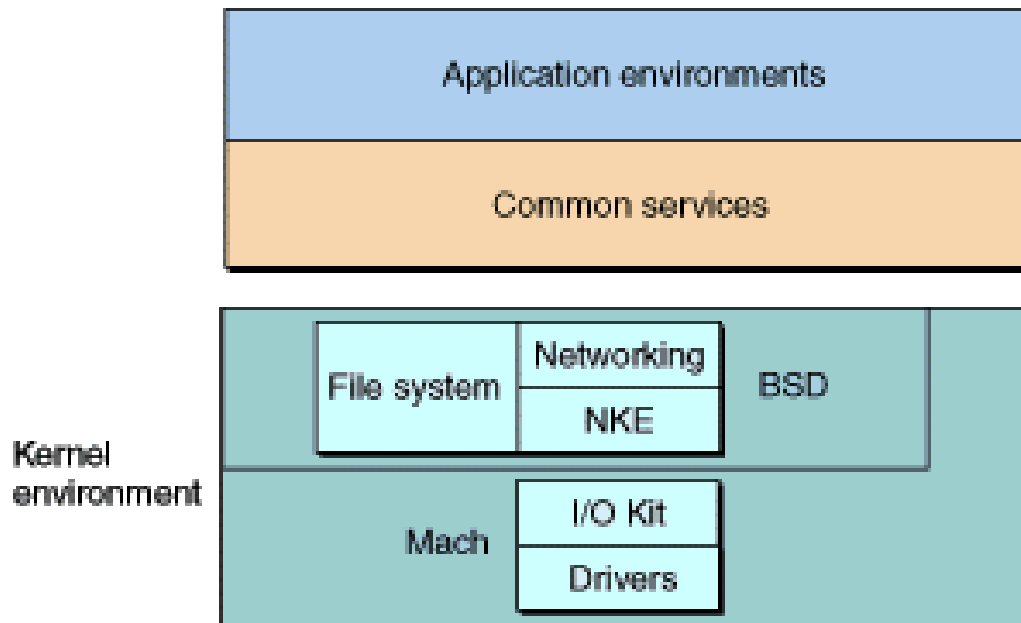 Application environments
Common services
File system
Networking
NKE
BSD
Kernel
environment
Mach
I/O Kit
Drivers